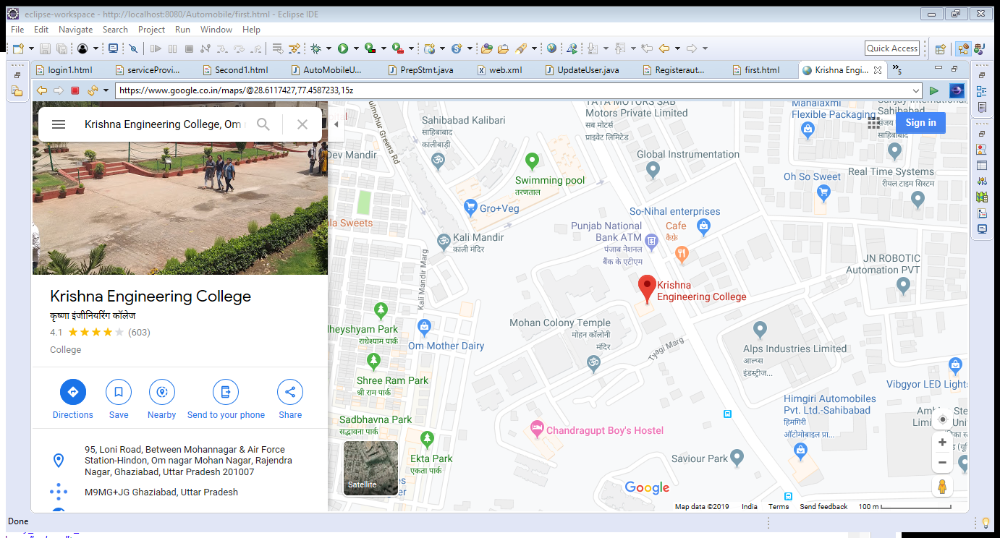 eclipse-workspace - http://localhost:8080/Automobile/first.html - Eclipse IDE
File Edit Navigate Search Project Run Window Help
Quick Access
login1.html
serviceProvi...
Second1.html
AutoMobileU...
PrepStmt.java
web.xml
UpdateUser.java
Registeraut...
first.html
Krishna Engi...
5
https://www.google.co.in/maps/@28.6117427,77.4587233,15z
Krishna Engineering College, Om
Krishna Engineering College
कृष्णा इंजीनियरिंग कॉलेज
4.1
(603)
College
Directions
Save
Nearby
Send to your phone
Share
95, Loni Road, Between Mohannagar & Air Force
Station-Hindon, Om nagar Mohan Nagar, Rajendra
Nagar, Ghaziabad, Uttar Pradesh 201007
M9MG+JG Ghaziabad, Uttar Pradesh
Satellite
Gulmohur Greens Rd
Dev Mandir
Sahibabad Kalibari
साहिबाबाद
कालीबाड़ी
TATA MOTORS SAB
Motors Private Limited
सब मोटर्स
प्राइवेट लिमिटेड
Manalaxmi
Flexible Packaging
Sahibabad
साहिबाबाद
Sign in
Global Instrumentation
Swimming pool
तरणताल
Oh So Sweet
Real Time Systems
रीयल टाइम सिस्टम
Gro+Veg
So-Nihal enterprises
la Sweets
Kali Mandir
काली मंदिर
Punjab National
Bank ATM
पंजाब नेशनल
बैंक के एटीएम
Cafe
कैफ़े
JN ROBOTIC
Automation PVT
Kali Mandir Marg
Krishna
Engineering College
Mohan Colony Temple
मोहन कॉलोनी
मंदिर
dheyshyam Park
राधेश्याम पार्क
Om Mother Dairy
Tyagi Marg
Alps Industries Limited
आल्प्स
इंडस्ट्रीज...
Shree Ram Park
श्री राम पार्क
Vibgyor LED Lights
Himgiri Automobiles
Pvt. Ltd.-Sahibabad
हिमगिरी
ऑटोमोबाइल प्रा...
Sadbhavna Park
सद्भावना पार्क
Chandragupt Boy's Hostel
Ekta Park
एकता पार्क
Saviour Park
Google
Map data ©2019
India
Terms
Send feedback
100 m
Done